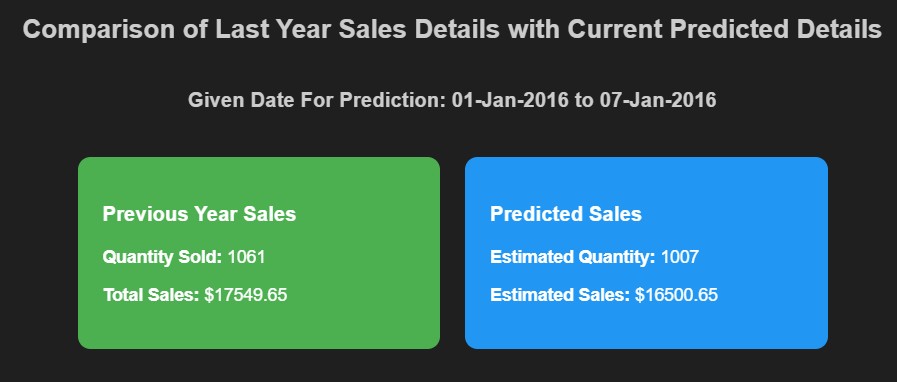 Comparison of Last Year Sales Details with Current Predicted Details
Given Date For Prediction: 01-Jan-2016 to 07-Jan-2016
Previous Year Sales
Quantity Sold: 1061
Total Sales: $17549.65
Predicted Sales
Estimated Quantity: 1007
Estimated Sales: $16500.65